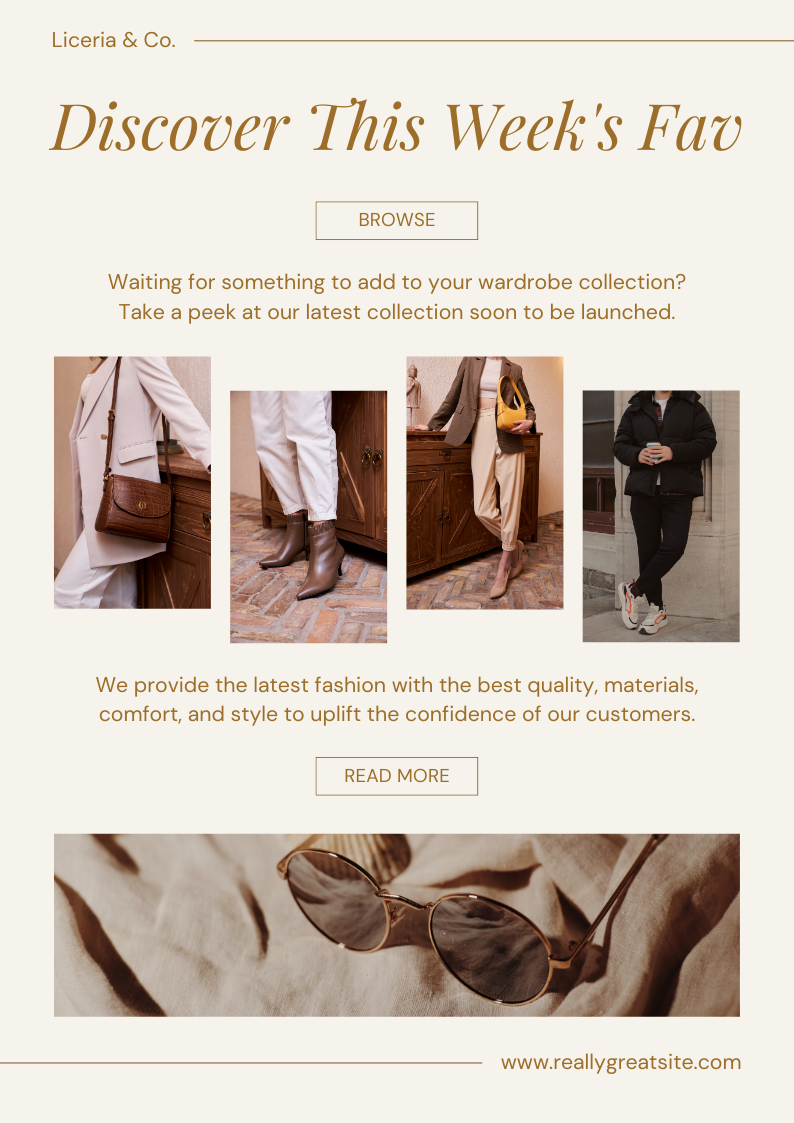 Liceria & Co.
Discover This Week's Fav
BROWSE
Waiting for something to add to your wardrobe collection?
Take a peek at our latest collection soon to be launched.
We provide the latest fashion with the best quality, materials,
comfort, and style to uplift the confidence of our customers.
READ MORE
www.reallygreatsite.com